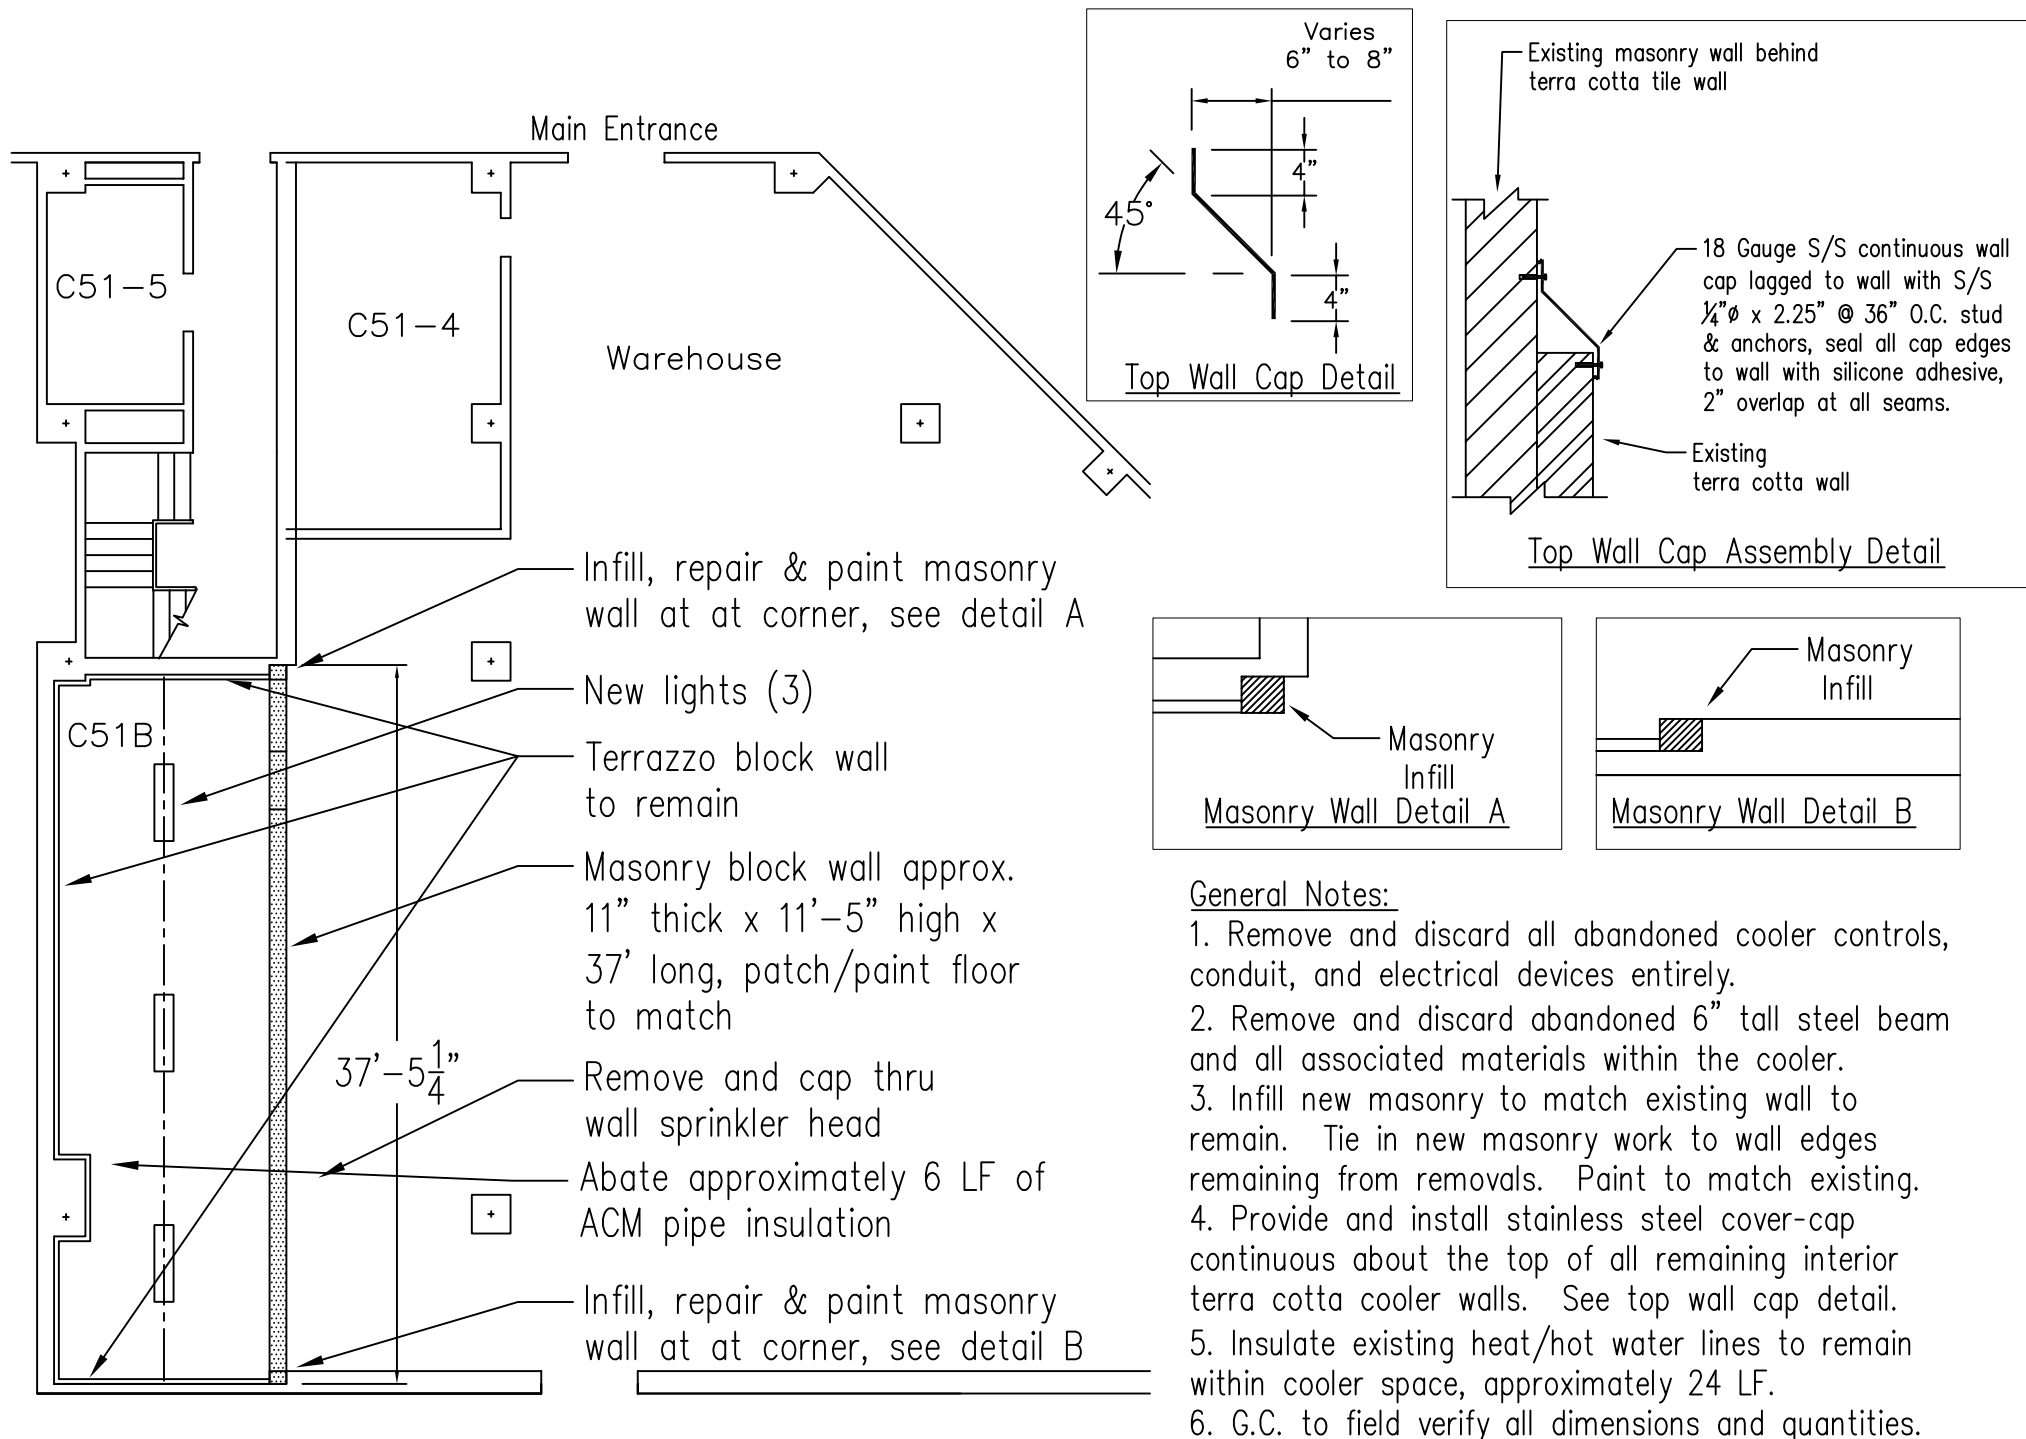 Main Entrance
C51-5
C51-4
Warehouse
C51B
37'-5 1/4"
Infill, repair & paint masonry
wall at at corner, see detail A
New lights (3)
Terrazzo block wall
to remain
Masonry block wall approx.
11" thick x 11'-5" high x
37' long, patch/paint floor
to match
Remove and cap thru
wall sprinkler head
Abate approximately 6 LF of
ACM pipe insulation
Infill, repair & paint masonry
wall at at corner, see detail B
Varies
6" to 8"
4"
45°
4"
Top Wall Cap Detail
Existing masonry wall behind
terra cotta tile wall
18 Gauge S/S continuous wall
cap lagged to wall with S/S
1/4"ø x 2.25" @ 36" O.C. stud
& anchors, seal all cap edges
to wall with silicone adhesive,
2" overlap at all seams.
Existing
terra cotta wall
Top Wall Cap Assembly Detail
Masonry
Infill
Masonry Wall Detail A
Masonry
Infill
Masonry Wall Detail B
General Notes:
1. Remove and discard all abandoned cooler controls,
conduit, and electrical devices entirely.
2. Remove and discard abandoned 6" tall steel beam
and all associated materials within the cooler.
3. Infill new masonry to match existing wall to
remain. Tie in new masonry work to wall edges
remaining from removals. Paint to match existing.
4. Provide and install stainless steel cover-cap
continuous about the top of all remaining interior
terra cotta cooler walls. See top wall cap detail.
5. Insulate existing heat/hot water lines to remain
within cooler space, approximately 24 LF.
6. G.C. to field verify all dimensions and quantities.